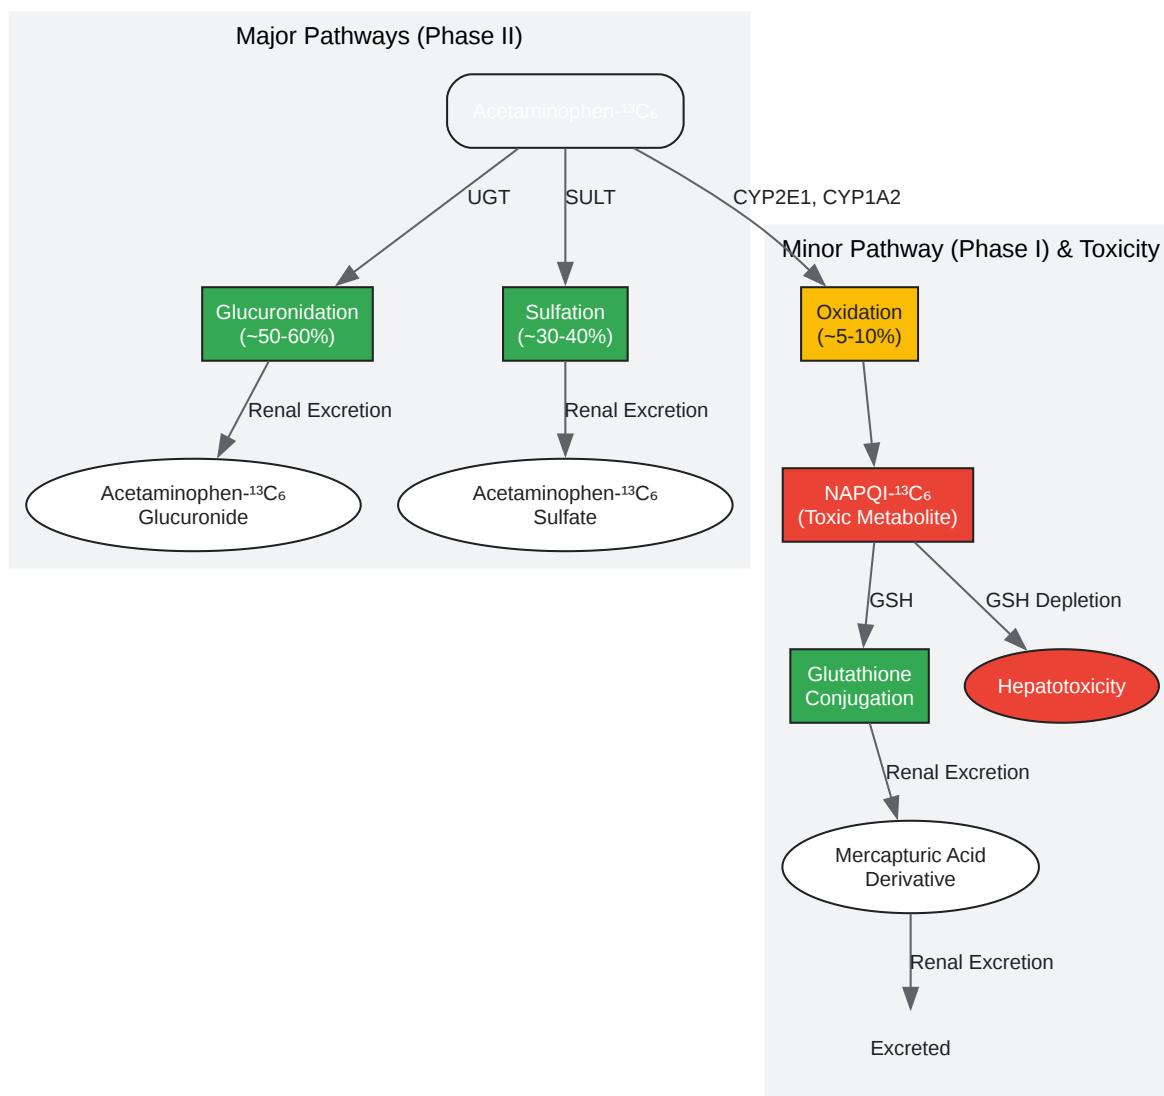 Major Pathways (Phase II)
Acetaminophen-¹³C₆
UGT
SULT
CYP2E1, CYP1A2
Minor Pathway (Phase I) & Toxicity
Glucuronidation
(~50-60%)
Sulfation
(~30-40%)
Oxidation
(~5-10%)
Renal Excretion
Renal Excretion
Acetaminophen-¹³C₆
Glucuronide
Acetaminophen-¹³C₆
Sulfate
NAPQI-¹³C₆
(Toxic Metabolite)
GSH
GSH Depletion
Glutathione
Conjugation
Hepatotoxicity
Renal Excretion
Mercapturic Acid
Derivative
Renal Excretion
Excreted